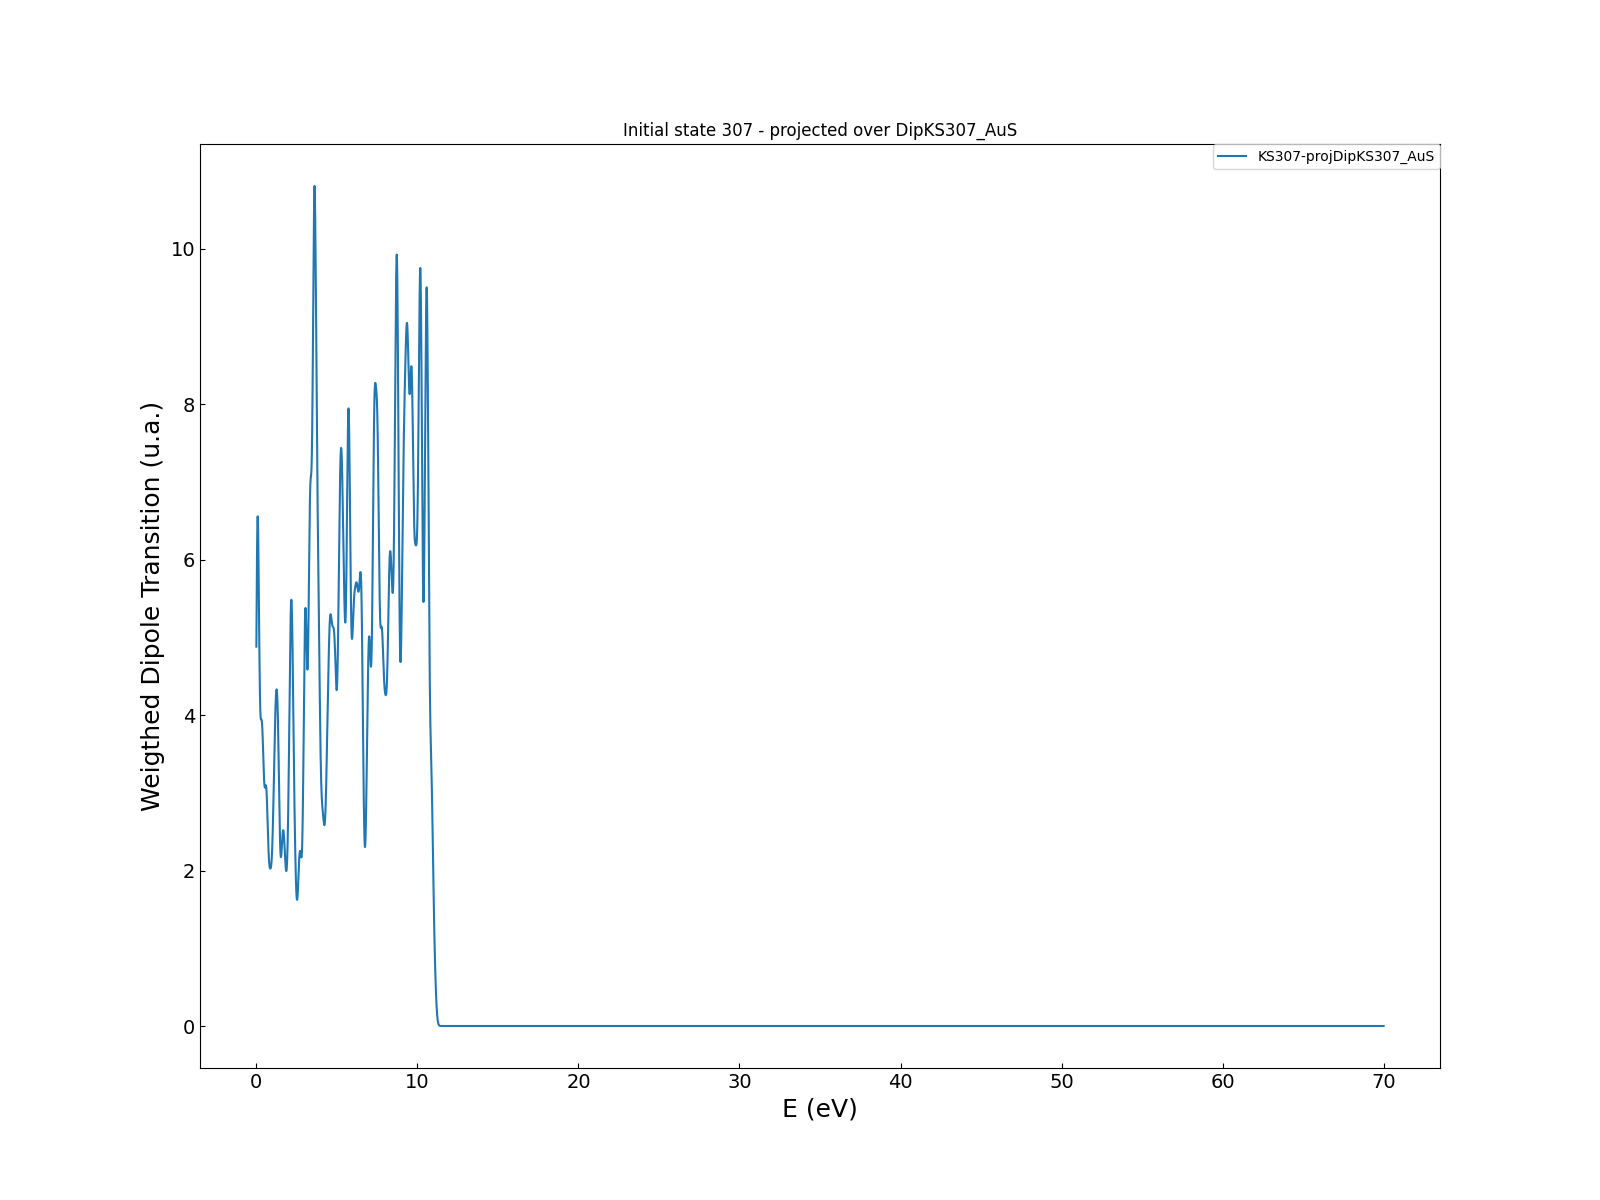 Initial state 307 - projected over DipKS307_AuS
KS307-projDipKS307_AuS
Weigthed Dipole Transition (u.a.)
10
8
6
4
2
0
0 10 20 30 40 50 60 70
E (eV)